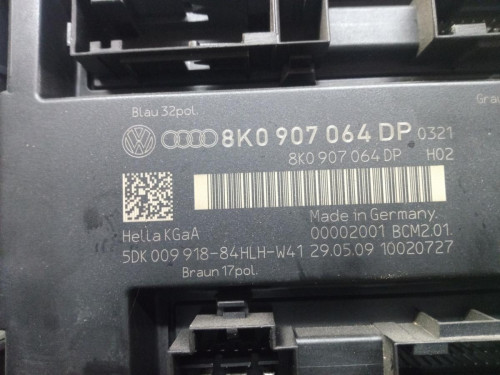 Blau 32pol.
Grau
8K0 907 064 DP 0321
8K0 907 064 DP H02
Hella KGaA
Made in Germany.
00002001 BCM2.01.
5DK 009 918-84HLH-W41 29.05.09 10020727
Braun 17pol.